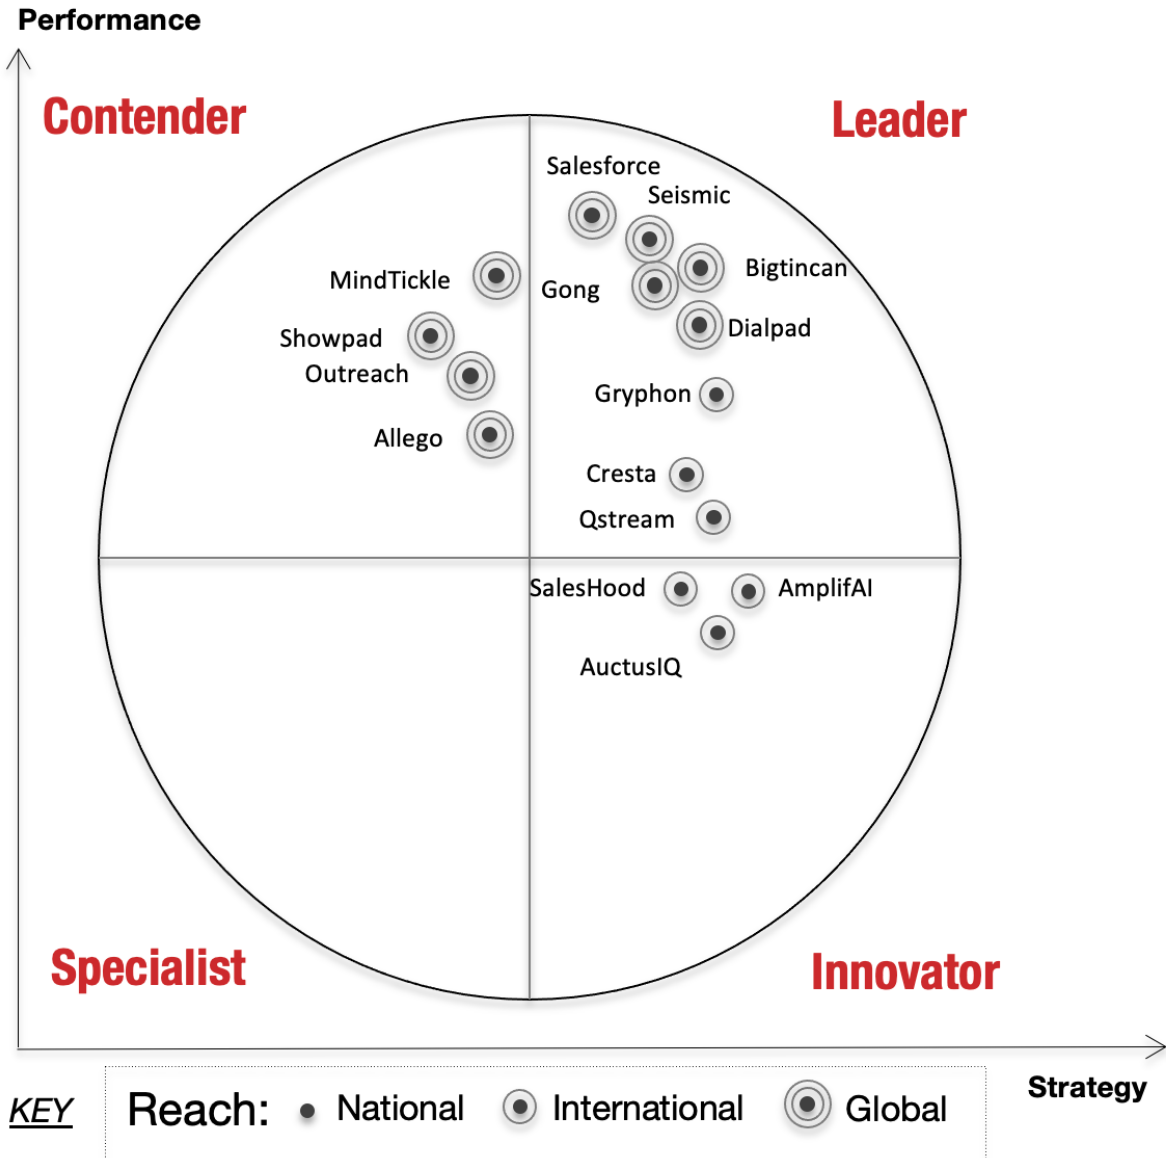 Performance
Contender
Leader
Salesforce
Seismic
MindTickle
Gong
Bigtincan
Showpad
Dialpad
Outreach
Gryphon
Allego
Cresta
Qstream
SalesHood
AmplifAI
AuctusIQ
Specialist
Innovator
Strategy
KEY
Reach: National International Global